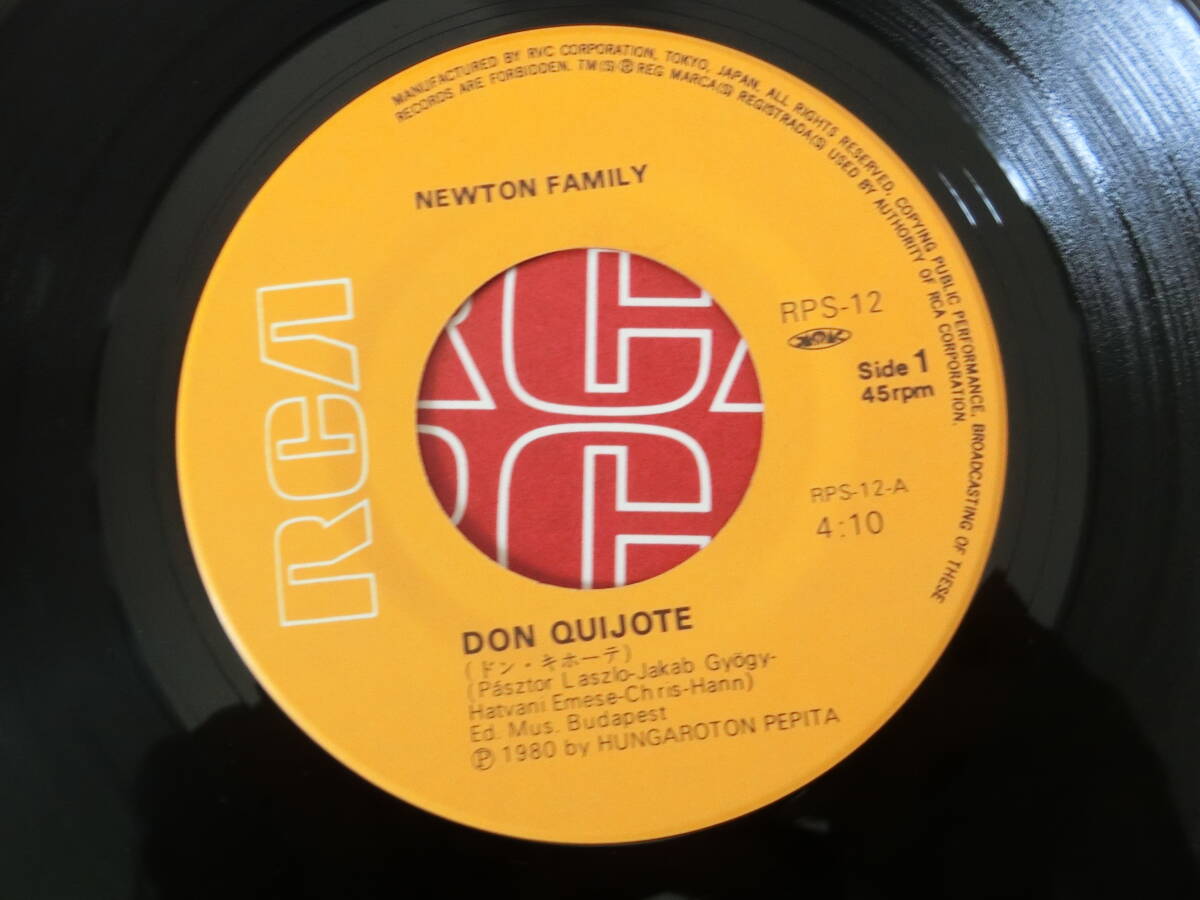 MANUFACTURED BY RVC CORPORATION, TOKYO, JAPAN. ALL RIGHTS RESERVED, COPYING PUBLIC PERFORMANCE, BROADCASTING OF THESE
RECORDS ARE FORBIDDEN. TM(S) ® REG MARCA(S) REGISTRADA(S) USED BY AUTHORITY OF RCA CORPORATION.
NEWTON FAMILY
RCA
RPS-12
Side 1
45rpm
RPS-12-A
4:10
DON QUIJOTE
(ドン・キホーテ)
(Pásztor Laszlo-Jakab Gyögy-
Hatvani Emese-Chris-Hann)
Ed. Mus. Budapest
Ⓟ 1980 by HUNGAROTON PEPITA